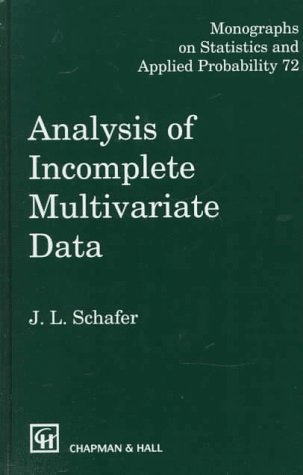 Monographs
on Statistics and
Applied Probability 72
Analysis of
Incomplete
Multivariate
Data
J. L. Schafer
CH
CHAPMAN & HALL